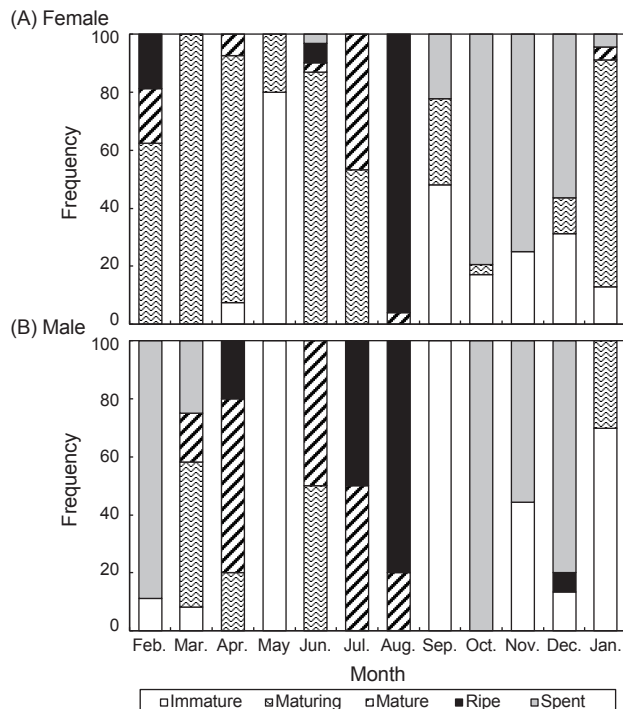 (A) Female
100
80
60
40
20
0
Frequency
(B) Male
100
80
60
40
20
0
Frequency
Feb. Mar. Apr. May Jun. Jul. Aug. Sep. Oct. Nov. Dec. Jan.
Month
Immature Maturing Mature Ripe Spent